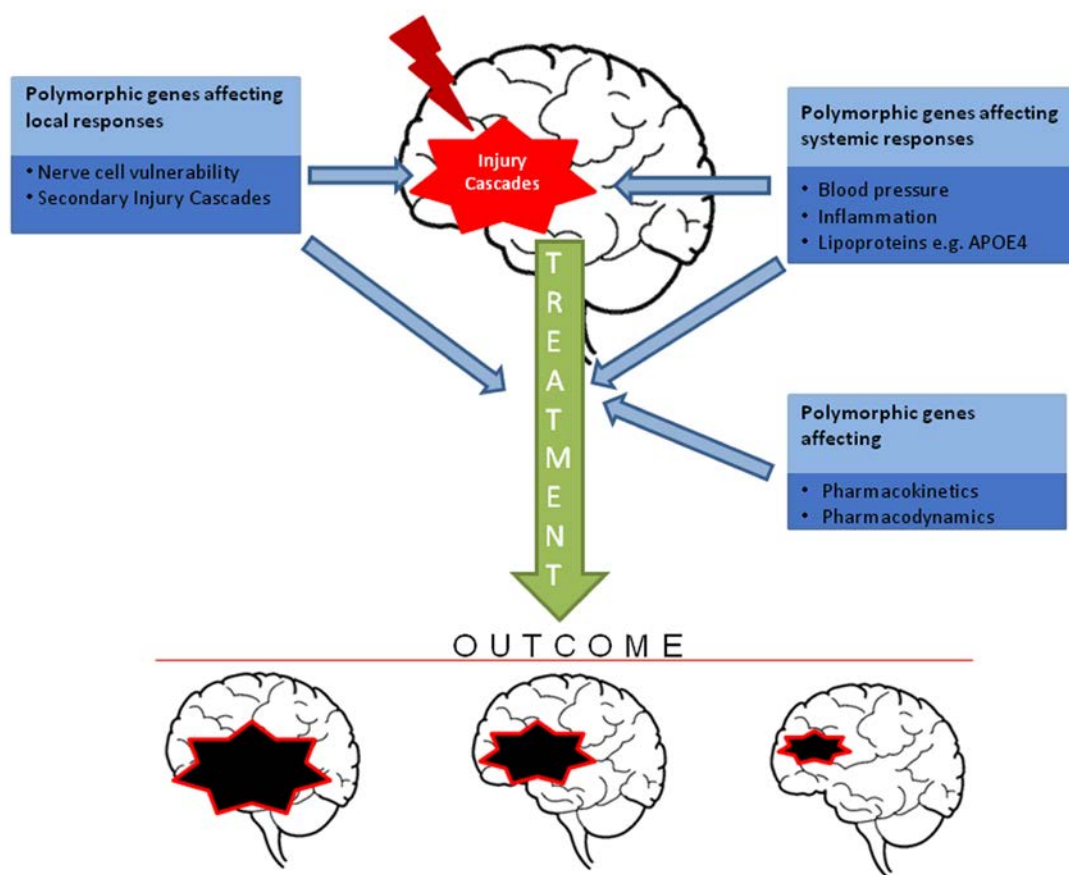 Polymorphic genes affecting
local responses
• Nerve cell vulnerability
• Secondary Injury Cascades
Injury
Cascades
Polymorphic genes affecting
systemic responses
• Blood pressure
• Inflammation
• Lipoproteins e.g. APOE4
TREATMENT
Polymorphic genes
affecting
• Pharmacokinetics
• Pharmacodynamics
OUTCOME